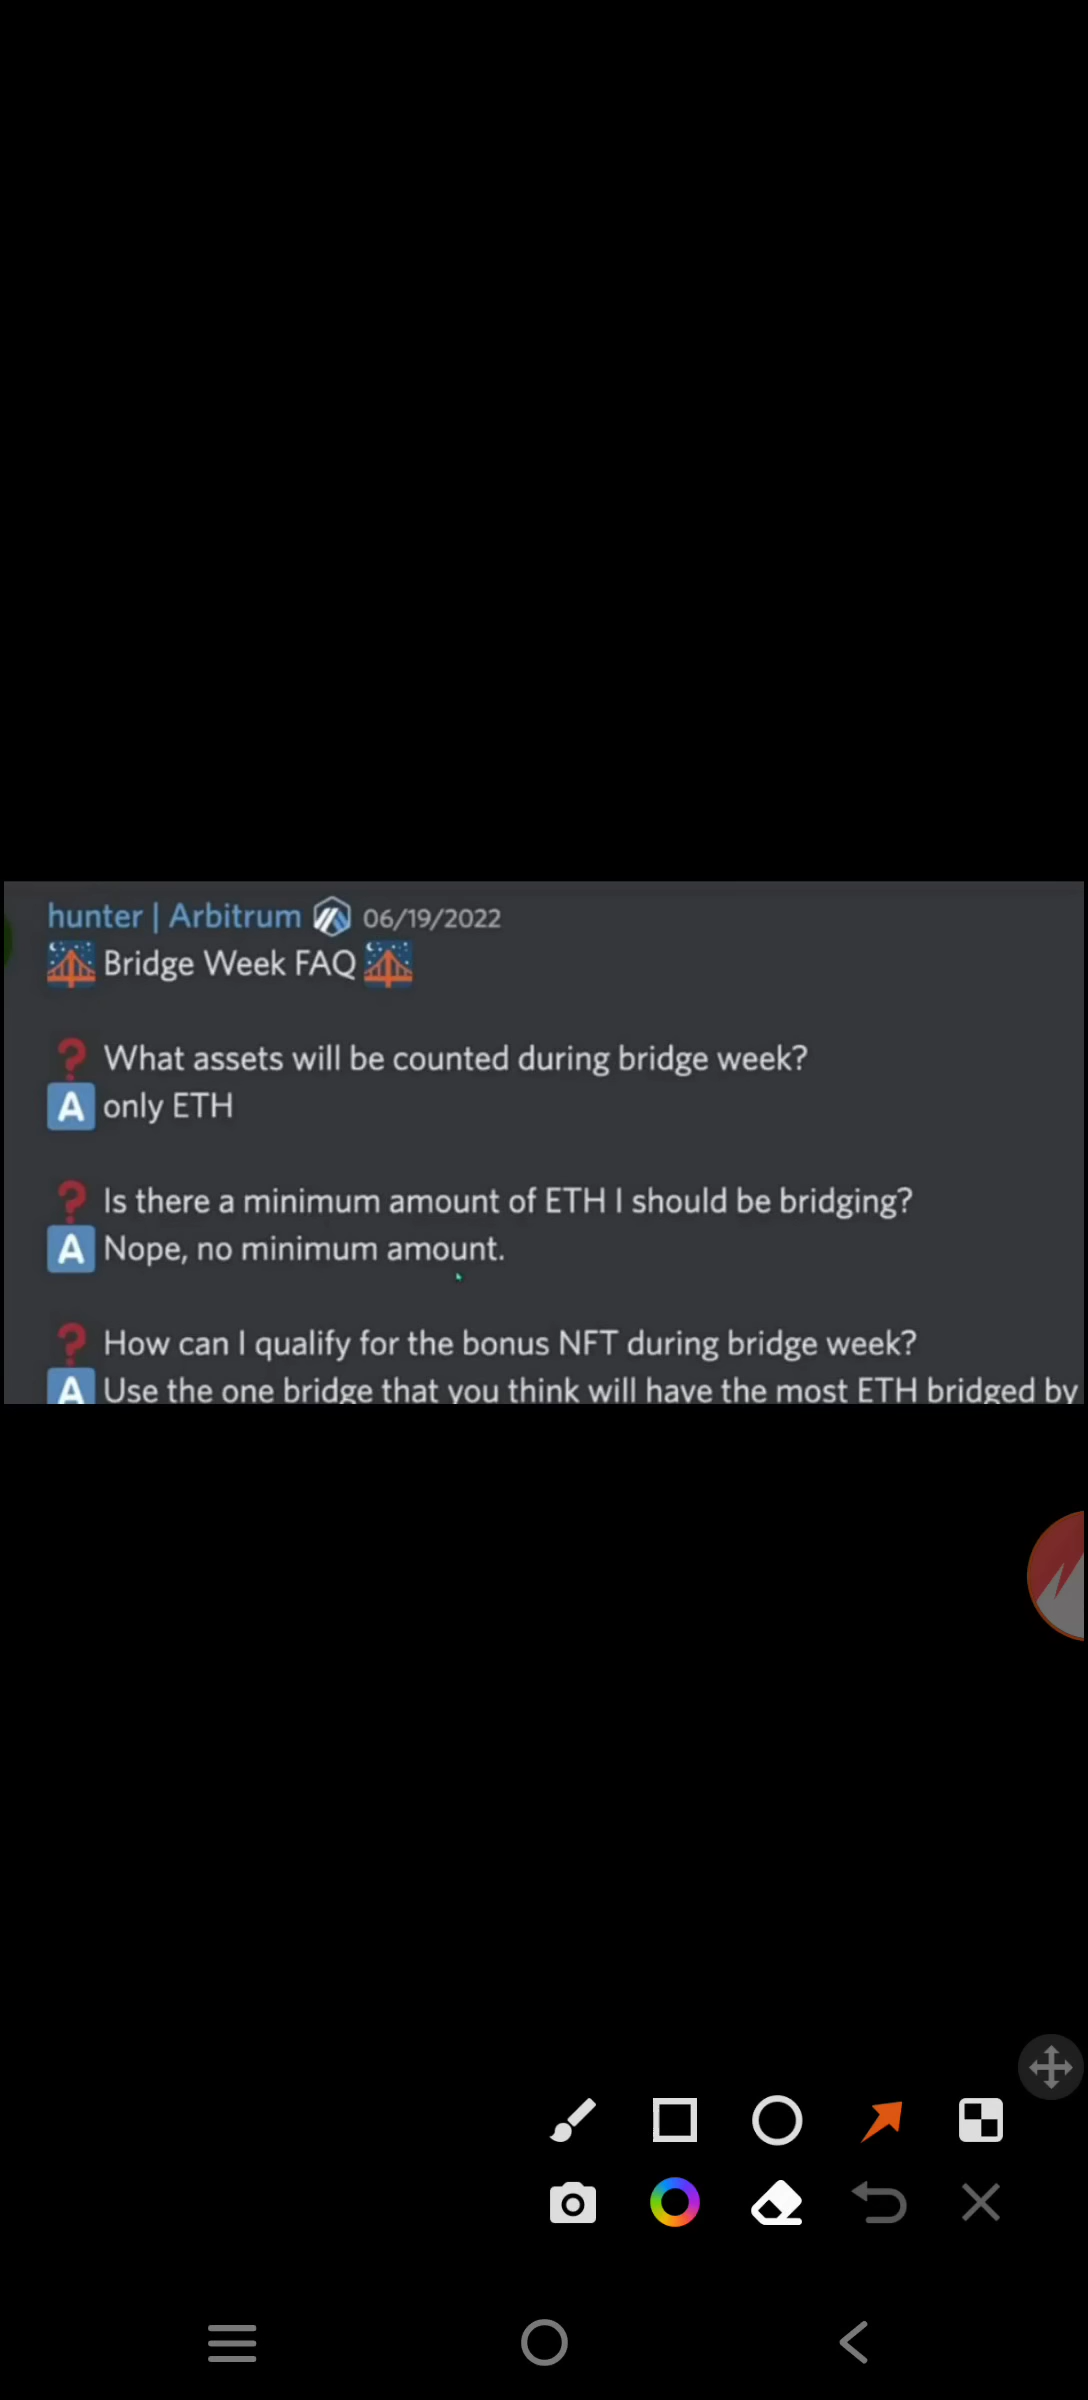 hunter | Arbitrum 06/19/2022
Bridge Week FAQ
❓ What assets will be counted during bridge week?
🅰 only ETH
❓ Is there a minimum amount of ETH I should be bridging?
🅰 Nope, no minimum amount.
❓ How can I qualify for the bonus NFT during bridge week?
🅰 Use the one bridge that you think will have the most ETH bridged by